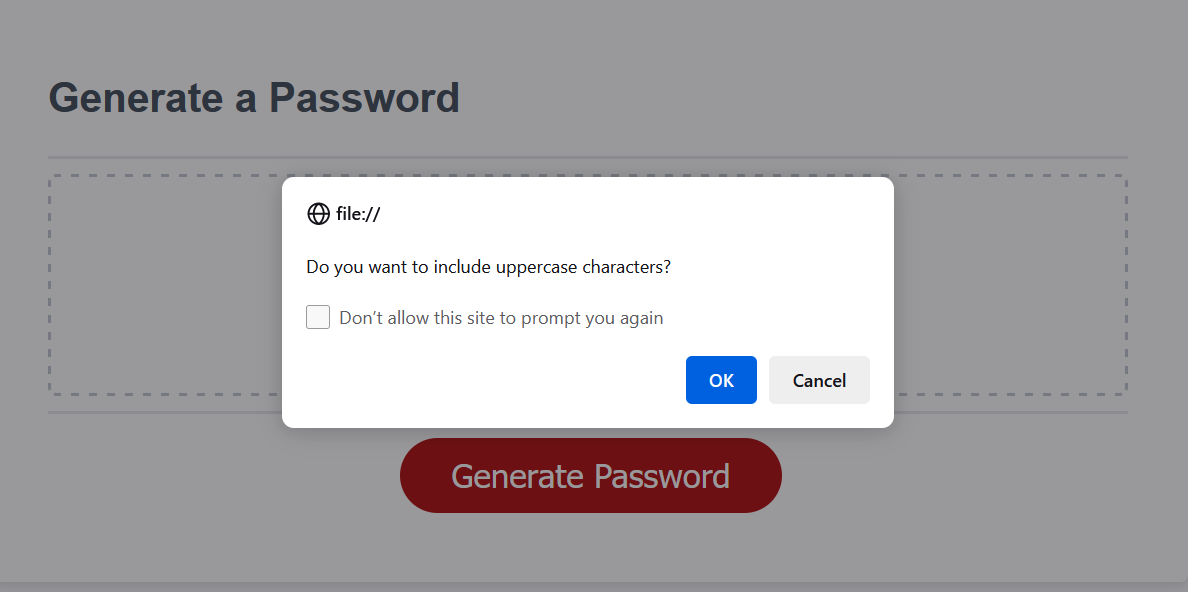 Generate a Password
file://
Do you want to include uppercase characters?
Don’t allow this site to prompt you again
OK Cancel
Generate Password